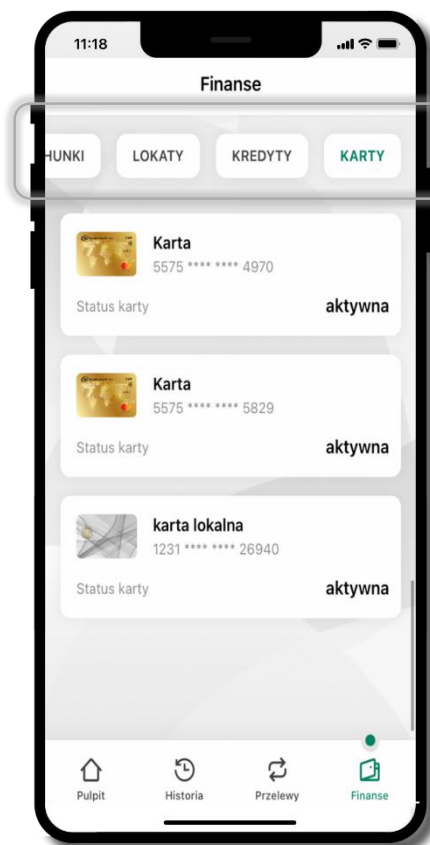 11:18
Finanse
HUNKI LOKATY KREDYTY KARTY
Karta
5575 **** **** 4970
Status karty aktywna
Karta
5575 **** **** 5829
Status karty aktywna
karta lokalna
1231 **** **** 26940
Status karty aktywna
Pulpit Historia Przelewy Finanse